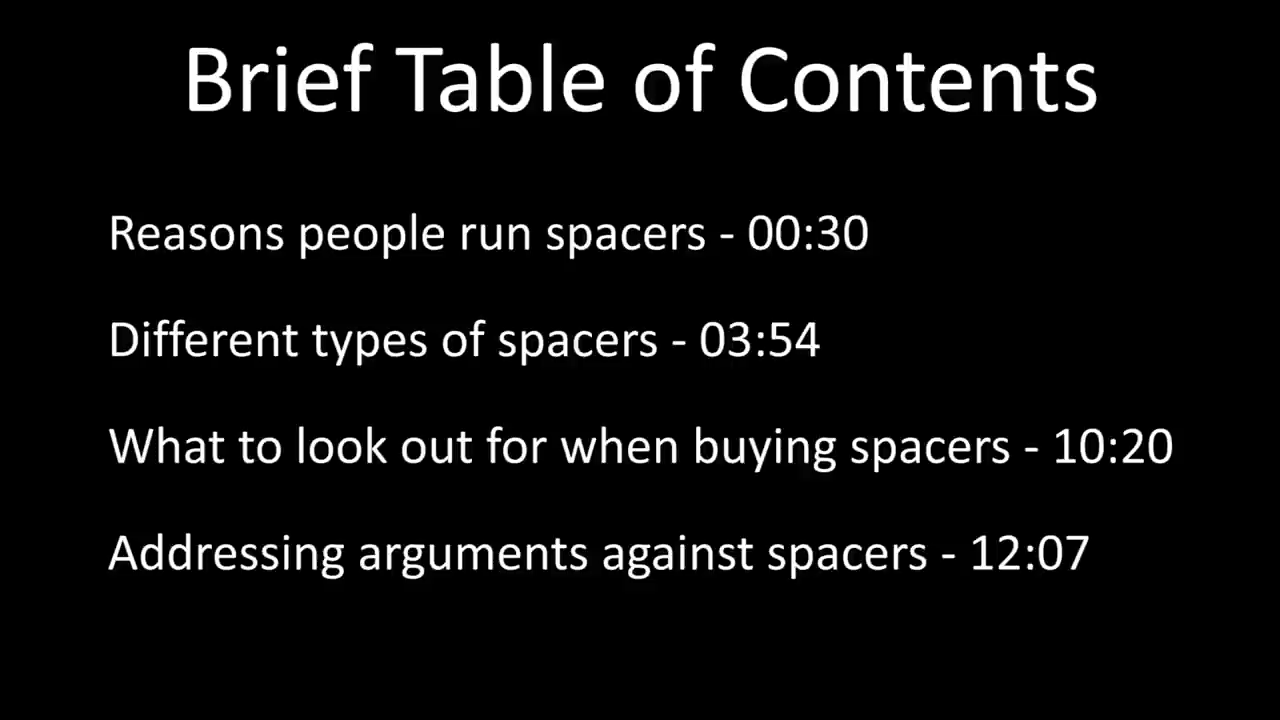 Brief Table of Contents
Reasons people run spacers - 00:30
Different types of spacers - 03:54
What to look out for when buying spacers - 10:20
Addressing arguments against spacers - 12:07